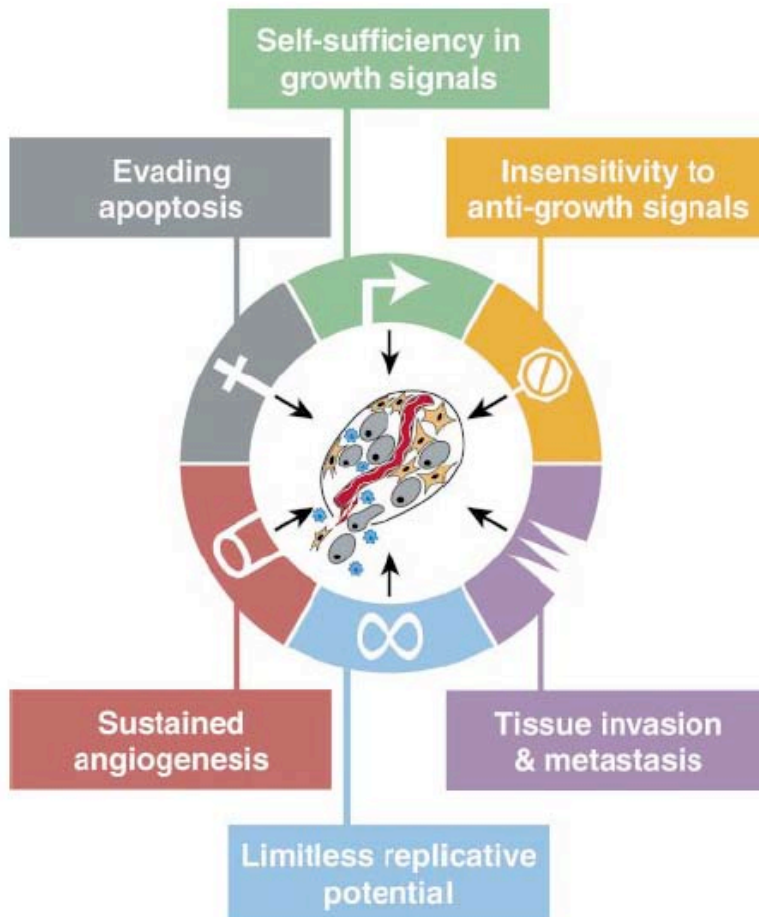 Self-sufficiency in
growth signals
Evading
apoptosis
Insensitivity to
anti-growth signals
Sustained
angiogenesis
Tissue invasion
& metastasis
Limitless replicative
potential